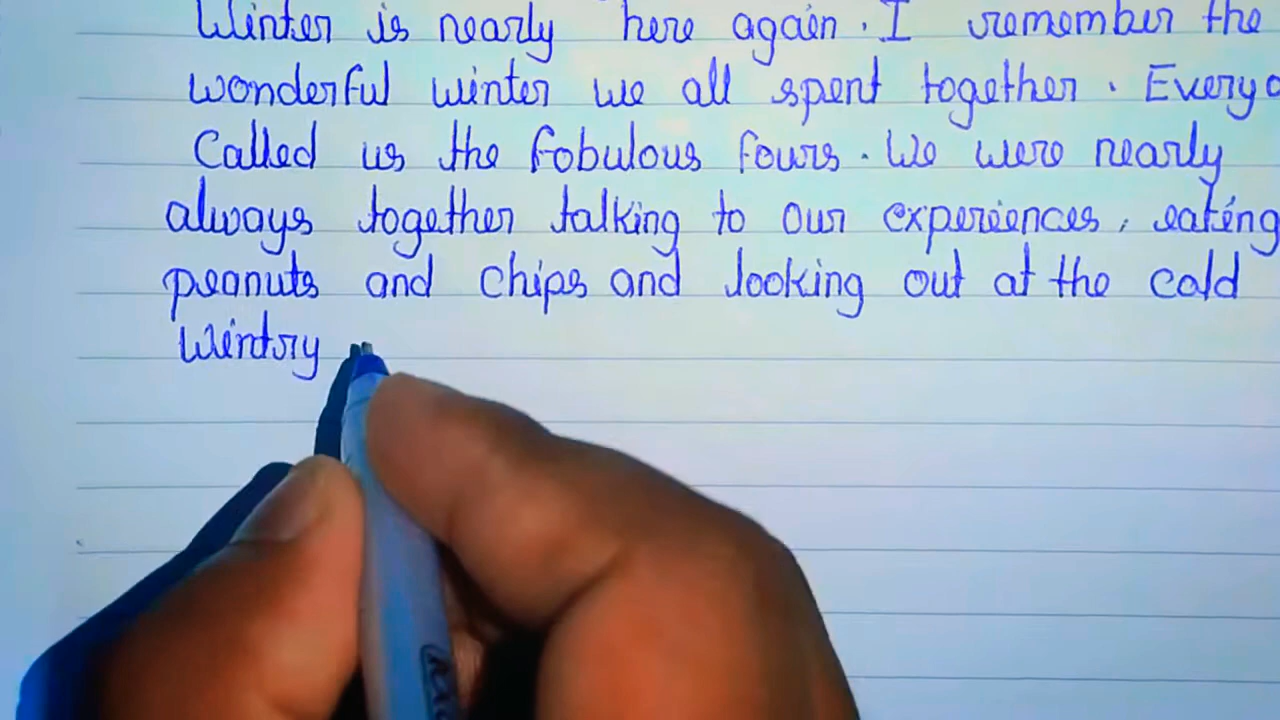 Winter is nearly here again. I remember the
wonderful winter we all spent together. Everyo
Called us the fobulous fours. We were nearly
always together talking to our experiences, eating
peanuts and chips and looking out at the cold
Wintry